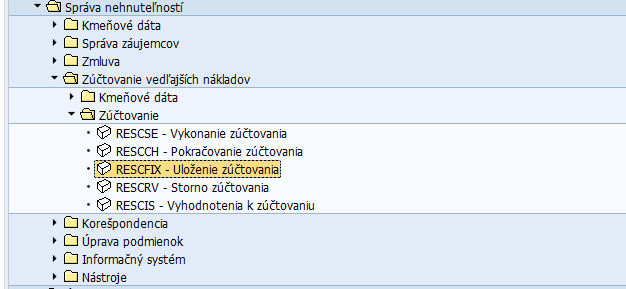 Správa nehnuteľností
Kmeňové dáta
Správa záujemcov
Zmluva
Zúčtovanie vedľajších nákladov
Kmeňové dáta
Zúčtovanie
RESCSE - Vykonanie zúčtovania
RESCCH - Pokračovanie zúčtovania
RESCFIX - Uloženie zúčtovania
RESCRV - Storno zúčtovania
RESCIS - Vyhodnotenia k zúčtovaniu
Korešpondencia
Úprava podmienok
Informačný systém
Nástroje